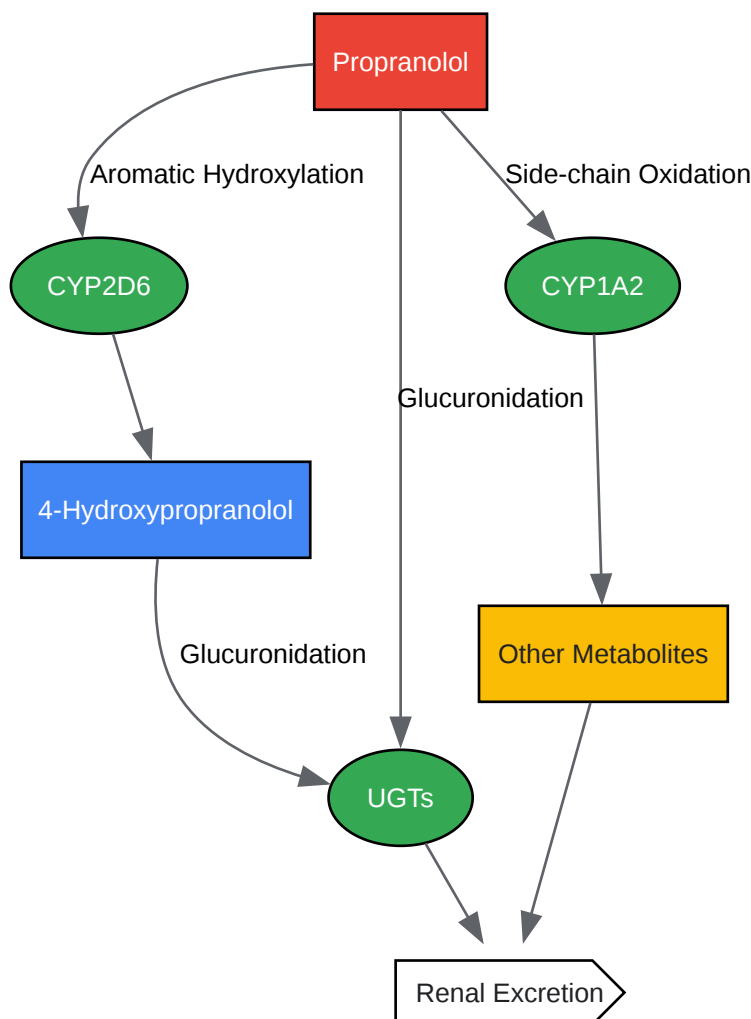 Propranolol
Aromatic Hydroxylation
Side-chain Oxidation
CYP2D6
CYP1A2
Glucuronidation
4-Hydroxypropranolol
Glucuronidation
Other Metabolites
UGTs
Renal Excretion